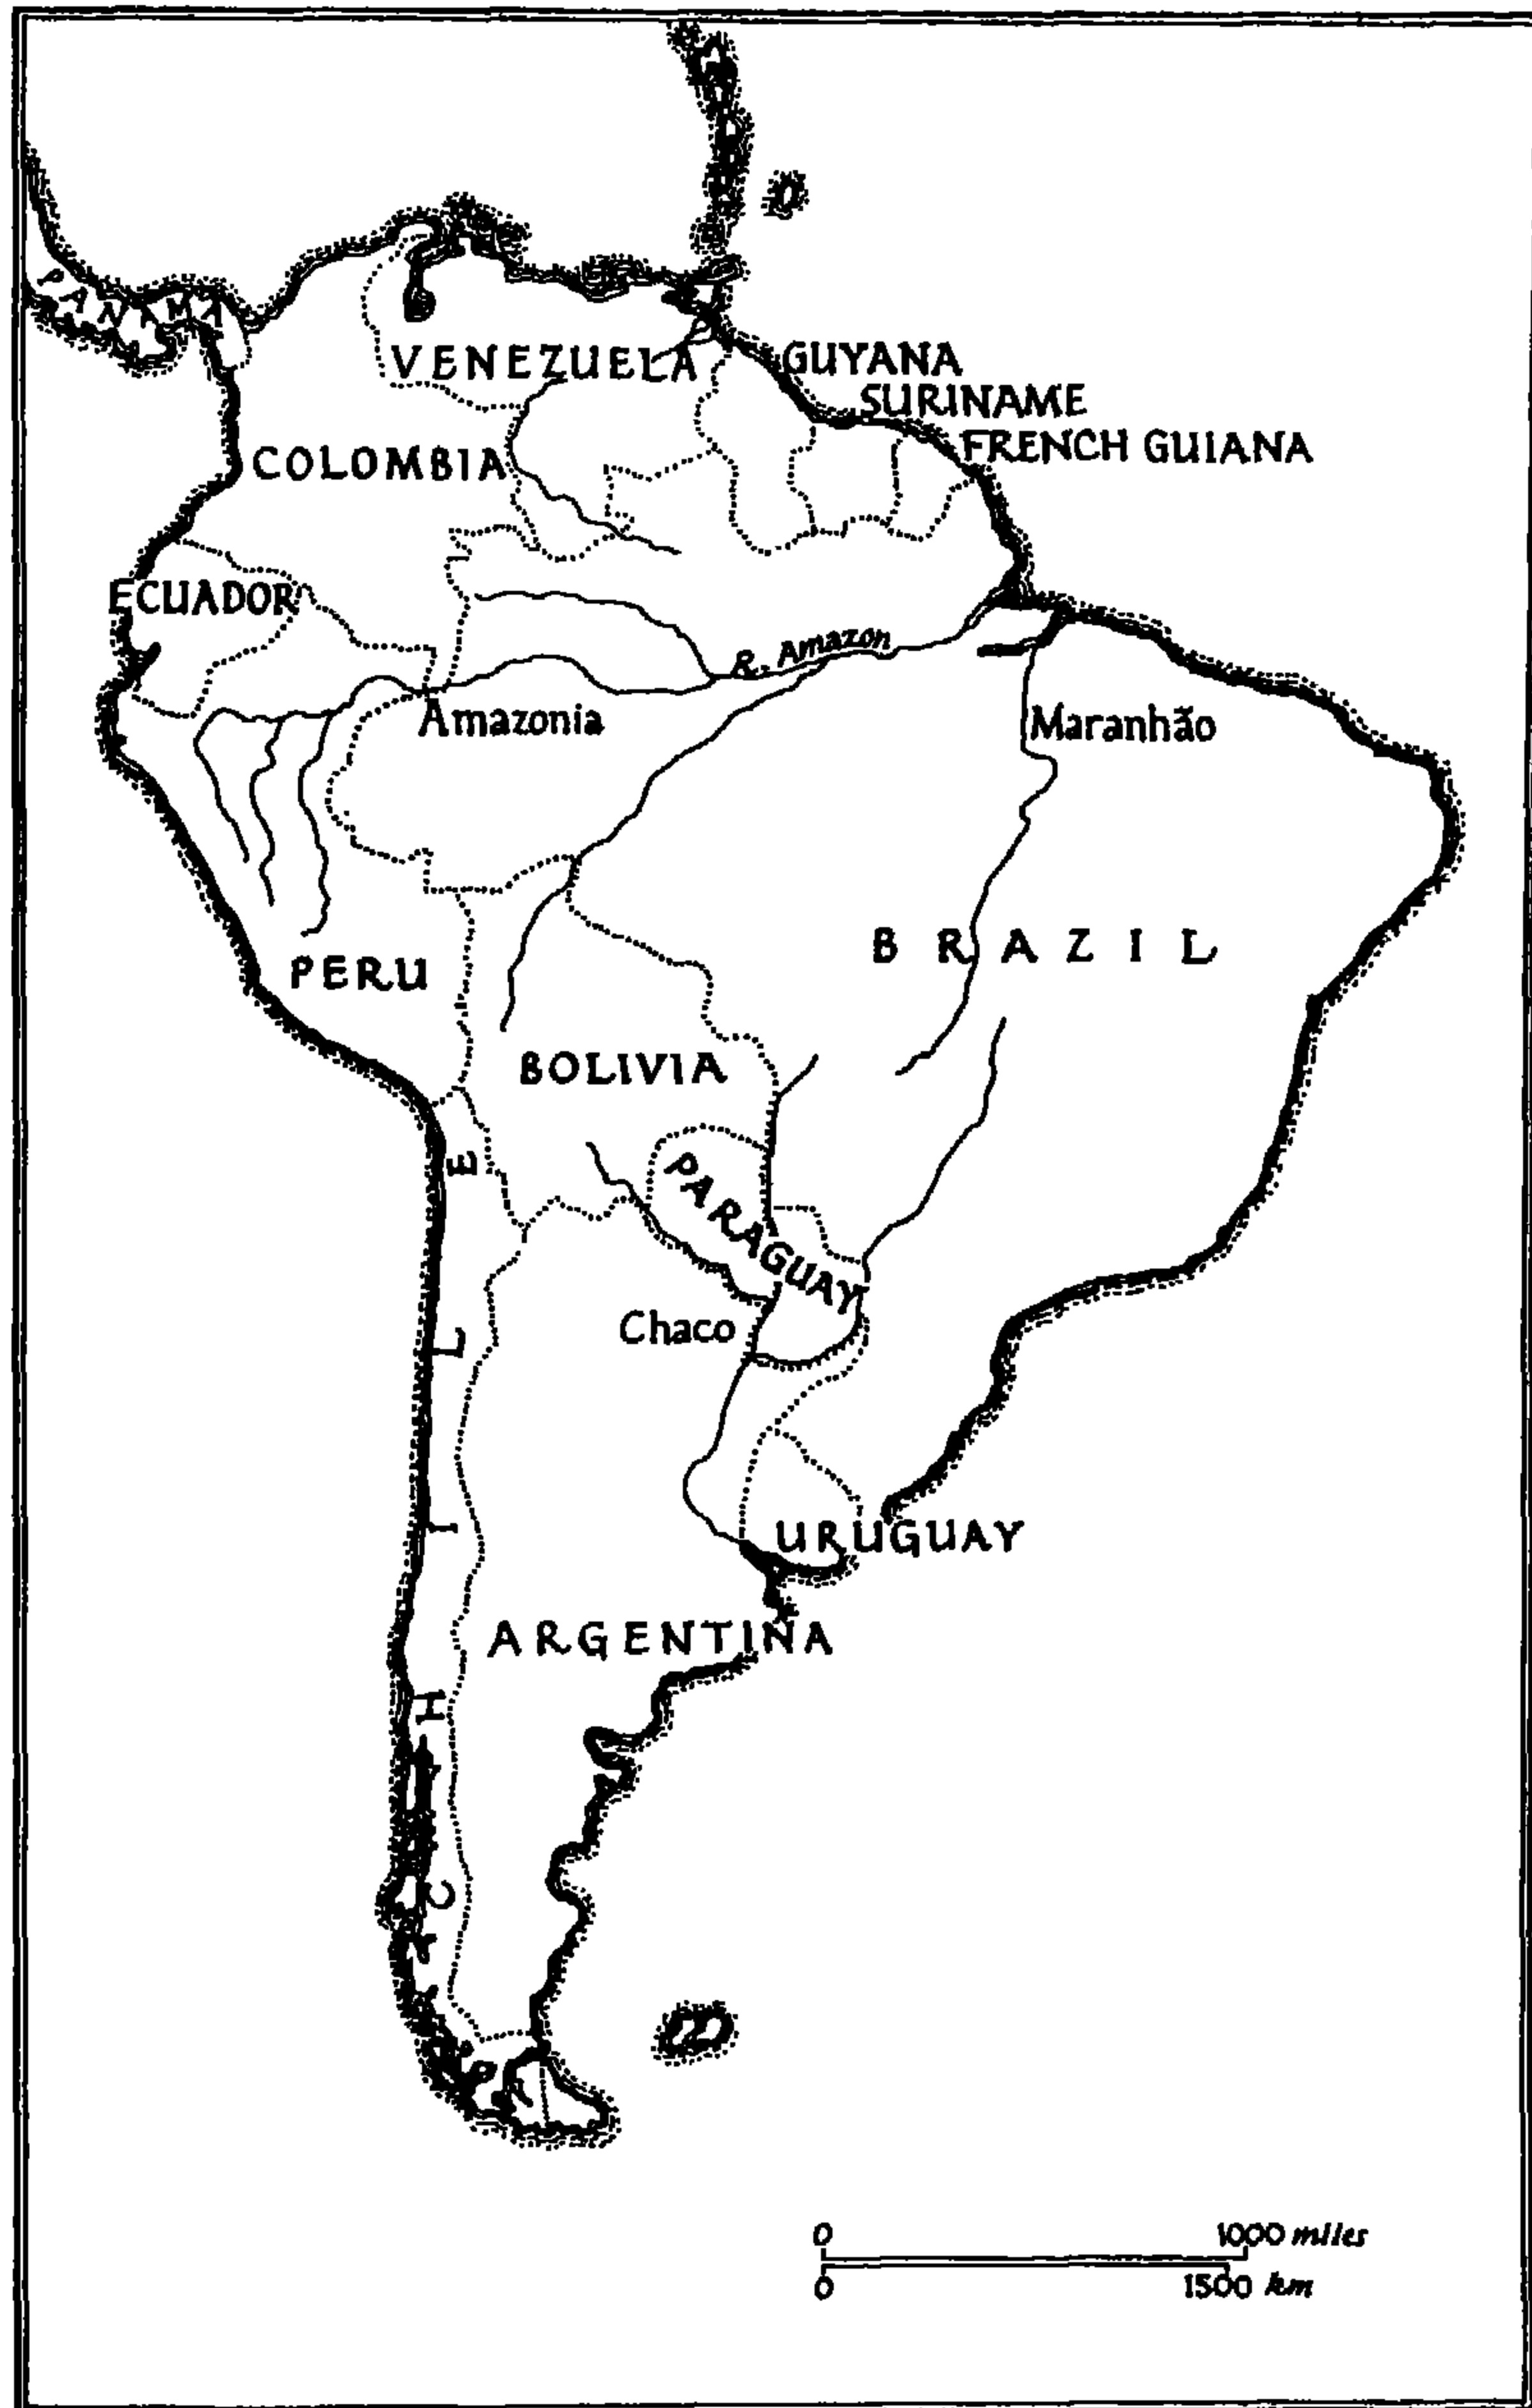 PANAMA
VENEZUELA
GUYANA
SURINAME
FRENCH GUIANA
COLOMBIA
ECUADOR
R. Amazon
Amazonia
Maranhão
BRAZIL
PERU
BOLIVIA
PARAGUAY
Chaco
CHILE
URUGUAY
ARGENTINA
0 1000 miles
0 1500 km